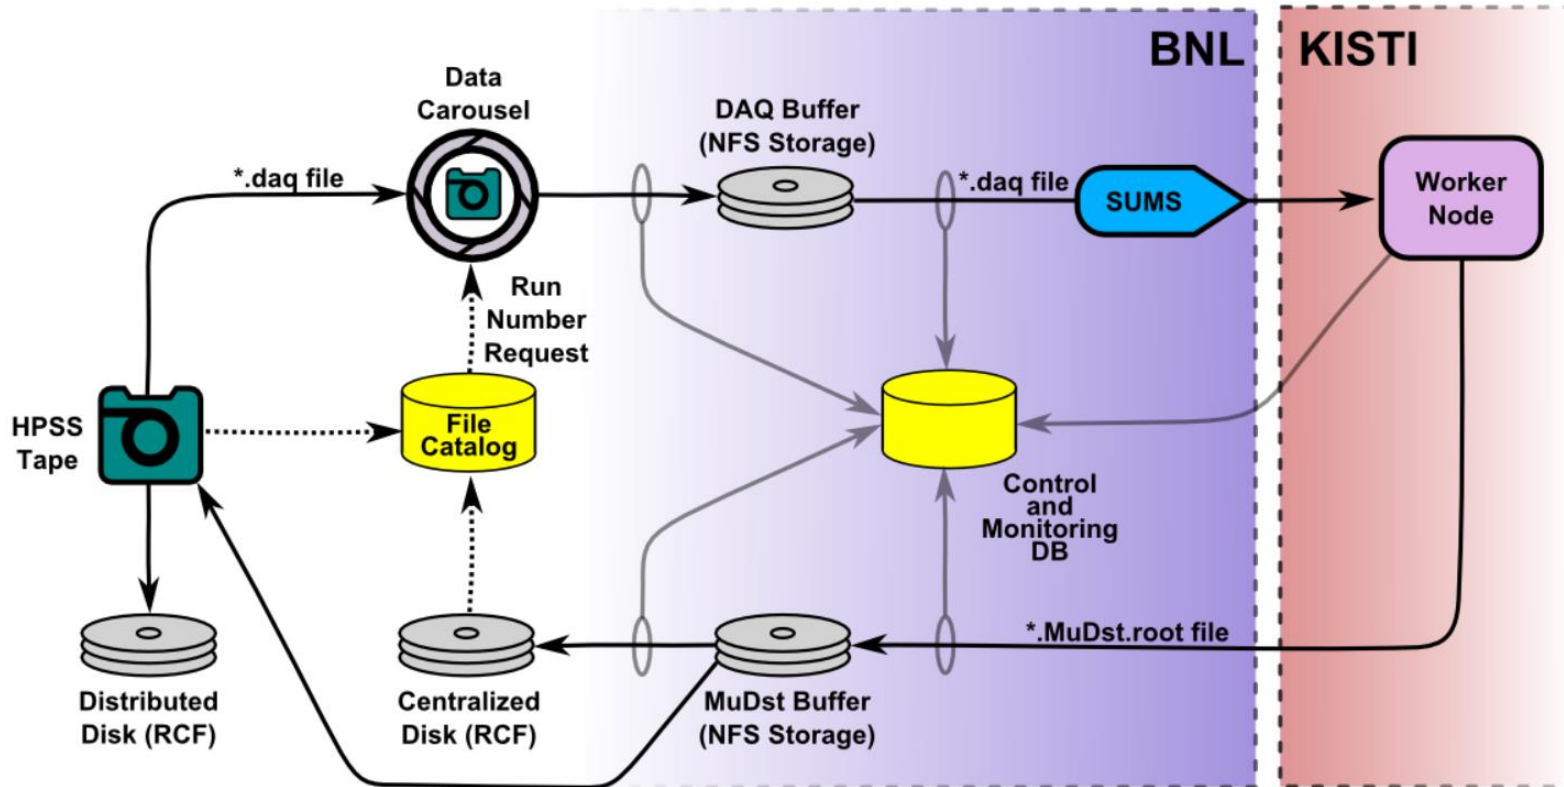 BNL
KISTI
Data
Carousel
DAQ Buffer
(NFS Storage)
*.daq file
*.daq file
SUMS
Worker
Node
Run
Number
Request
HPSS
Tape
File
Catalog
Control
and
Monitoring
DB
*.MuDst.root file
Distributed
Disk (RCF)
Centralized
Disk (RCF)
MuDst Buffer
(NFS Storage)